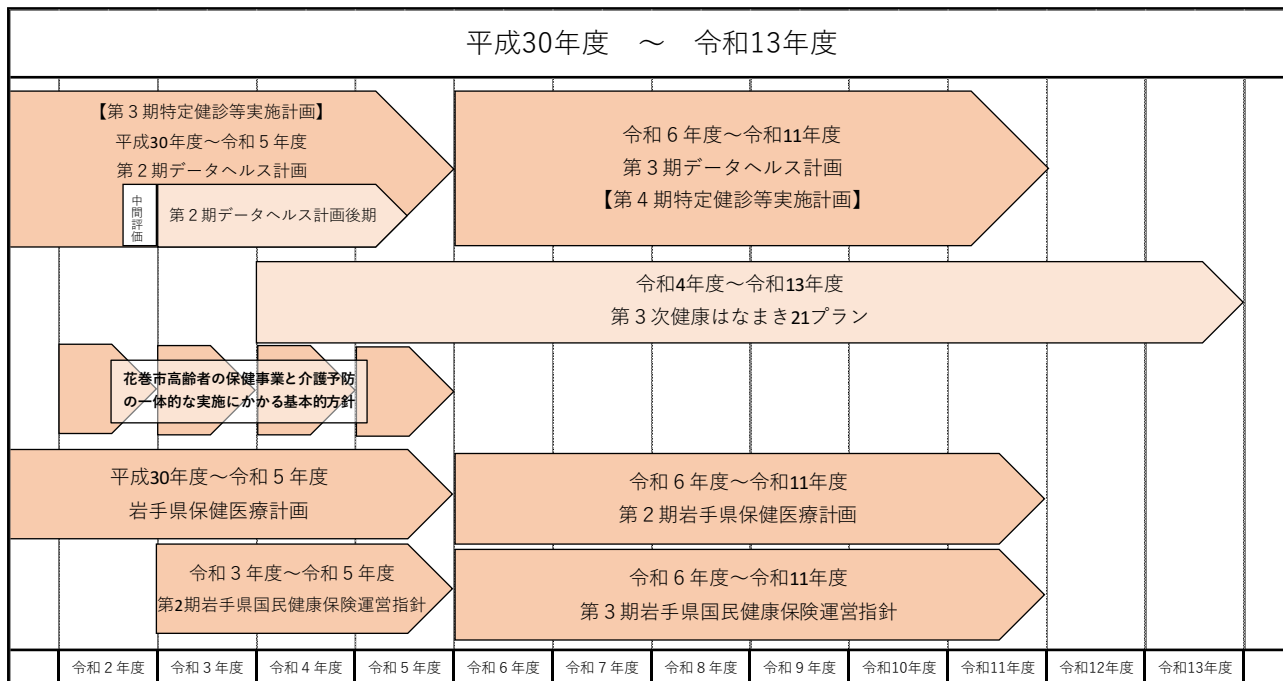 平成30年度　～　令和13年度
【第３期特定健診等実施計画】
平成30年度～令和５年度
第２期データヘルス計画
中間評価
第２期データヘルス計画後期
令和６年度～令和11年度
第３期データヘルス計画
【第４期特定健診等実施計画】
令和4年度～令和13年度
第３次健康はなまき21プラン
花巻市高齢者の保健事業と介護予防
の一体的な実施にかかる基本的方針
平成30年度～令和５年度
岩手県保健医療計画
令和６年度～令和11年度
第２期岩手県保健医療計画
令和３年度～令和５年度
第2期岩手県国民健康保険運営指針
令和６年度～令和11年度
第３期岩手県国民健康保険運営指針
令和２年度　令和３年度　令和４年度　令和５年度　令和６年度　令和７年度　令和８年度　令和９年度　令和10年度　令和11年度　令和12年度　令和13年度